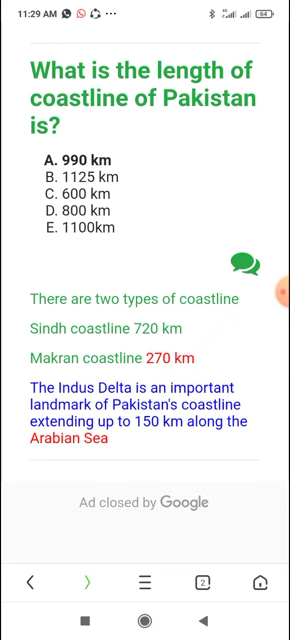 11:29 AM
64
What is the length of
coastline of Pakistan
is?
A. 990 km
B. 1125 km
C. 600 km
D. 800 km
E. 1100km
There are two types of coastline
Sindh coastline 720 km
Makran coastline 270 km
The Indus Delta is an important
landmark of Pakistan's coastline
extending up to 150 km along the
Arabian Sea
Ad closed by Google
2